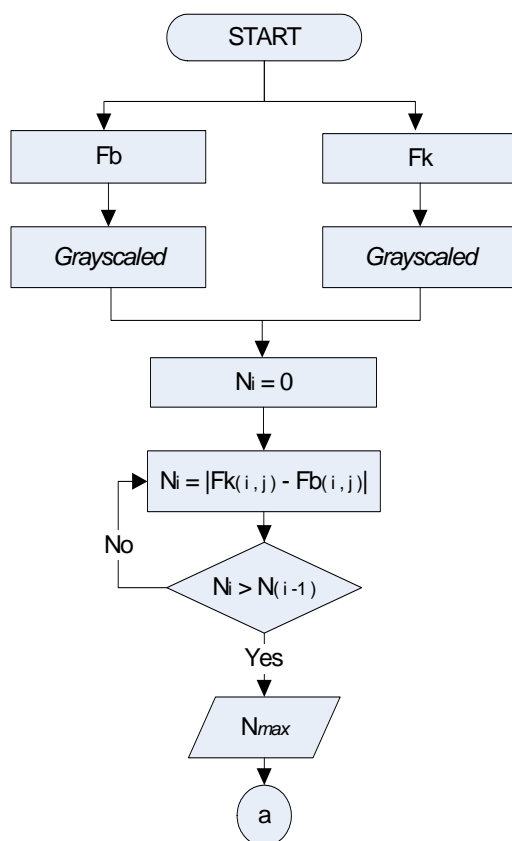 START
Fb
Fk
Grayscaled
Grayscaled
Ni = 0
Ni = |Fk(i,j) - Fb(i,j)|
No
Ni > N(i-1)
Yes
Nmax
a